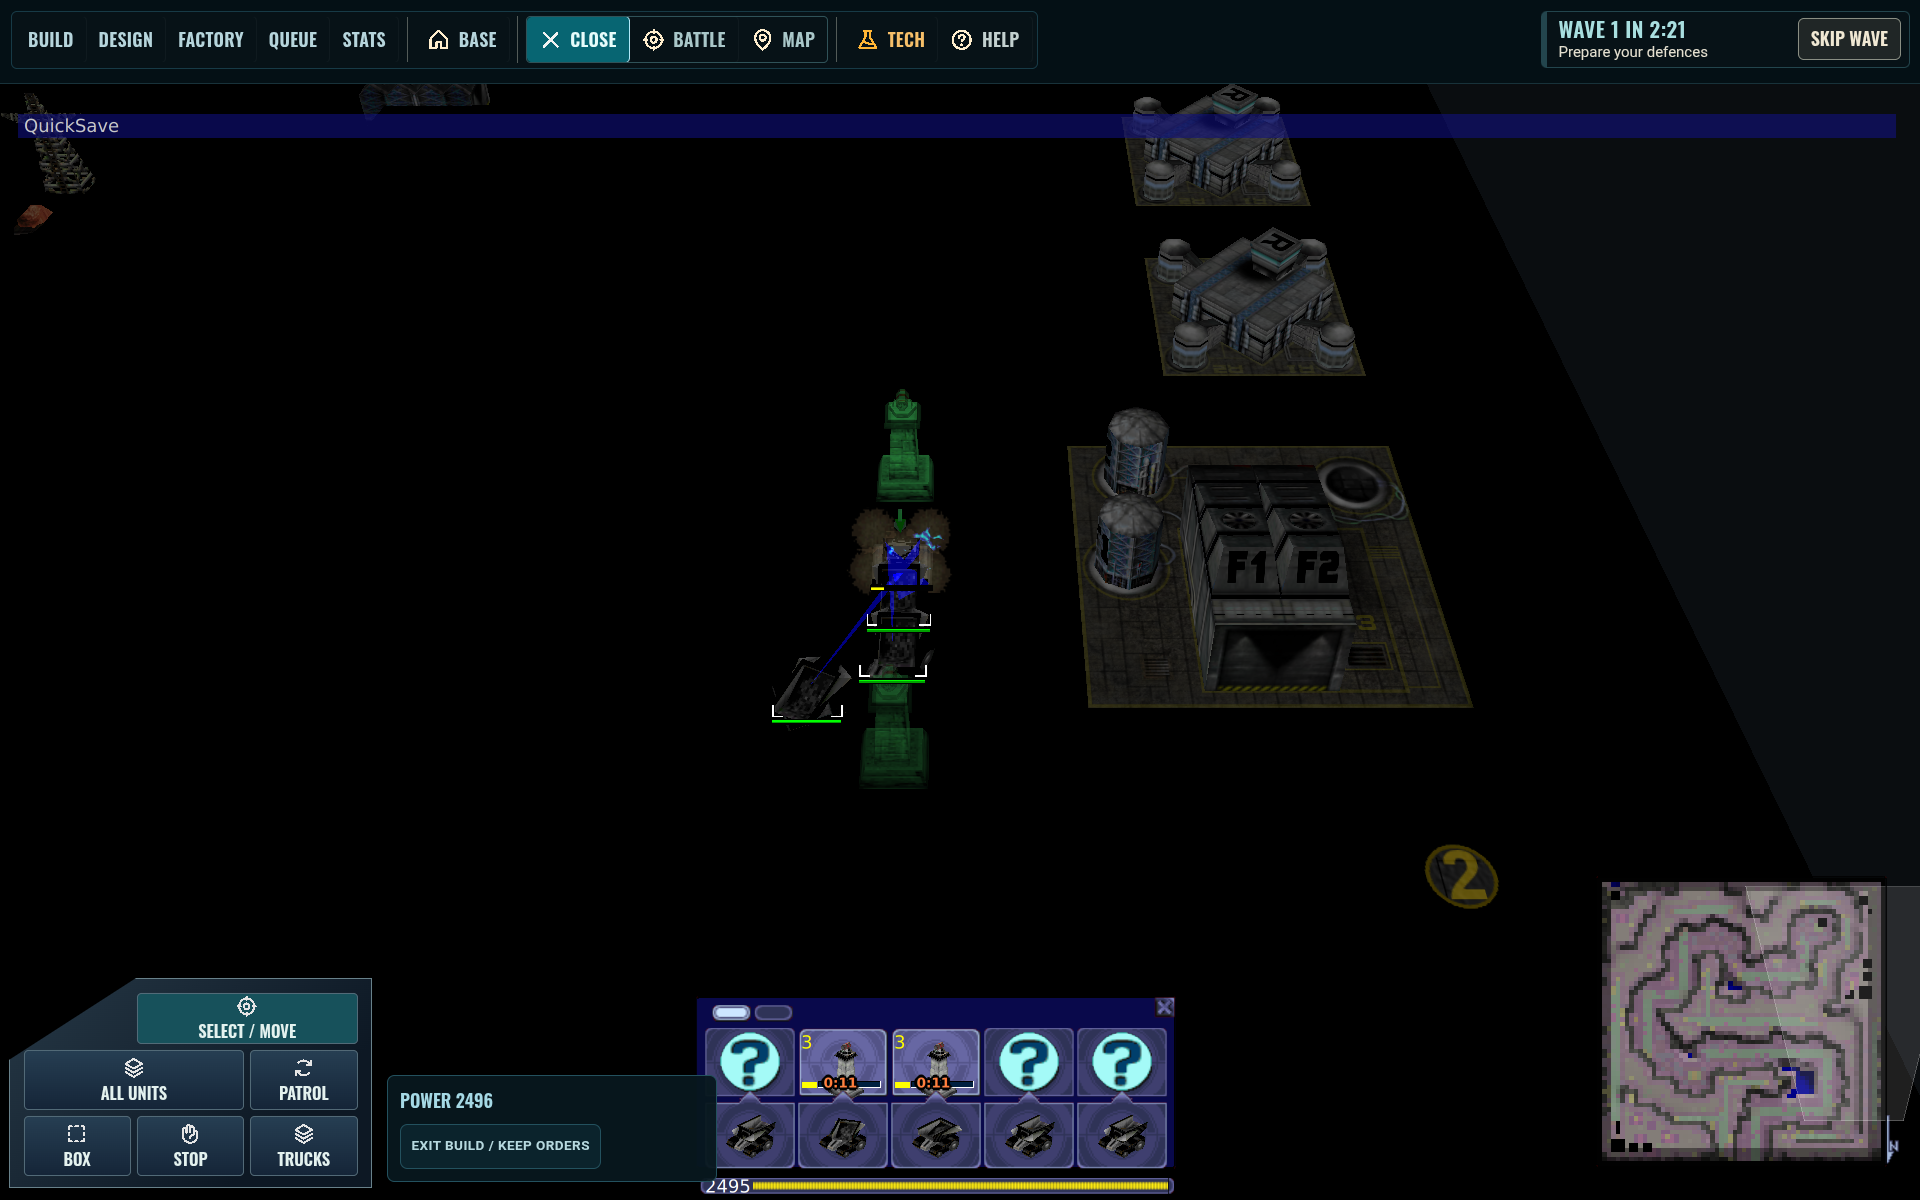 BUILD DESIGN FACTORY QUEUE STATS BASE CLOSE BATTLE MAP TECH HELP
WAVE 1 IN 2:21
Prepare your defences
SKIP WAVE
QuickSave
R
R
F1 F2
3
2
SELECT / MOVE
ALL UNITS
PATROL
BOX
STOP
TRUCKS
POWER 2496
EXIT BUILD / KEEP ORDERS
? 3 3 ? ?
0:11 0:11
2495
N